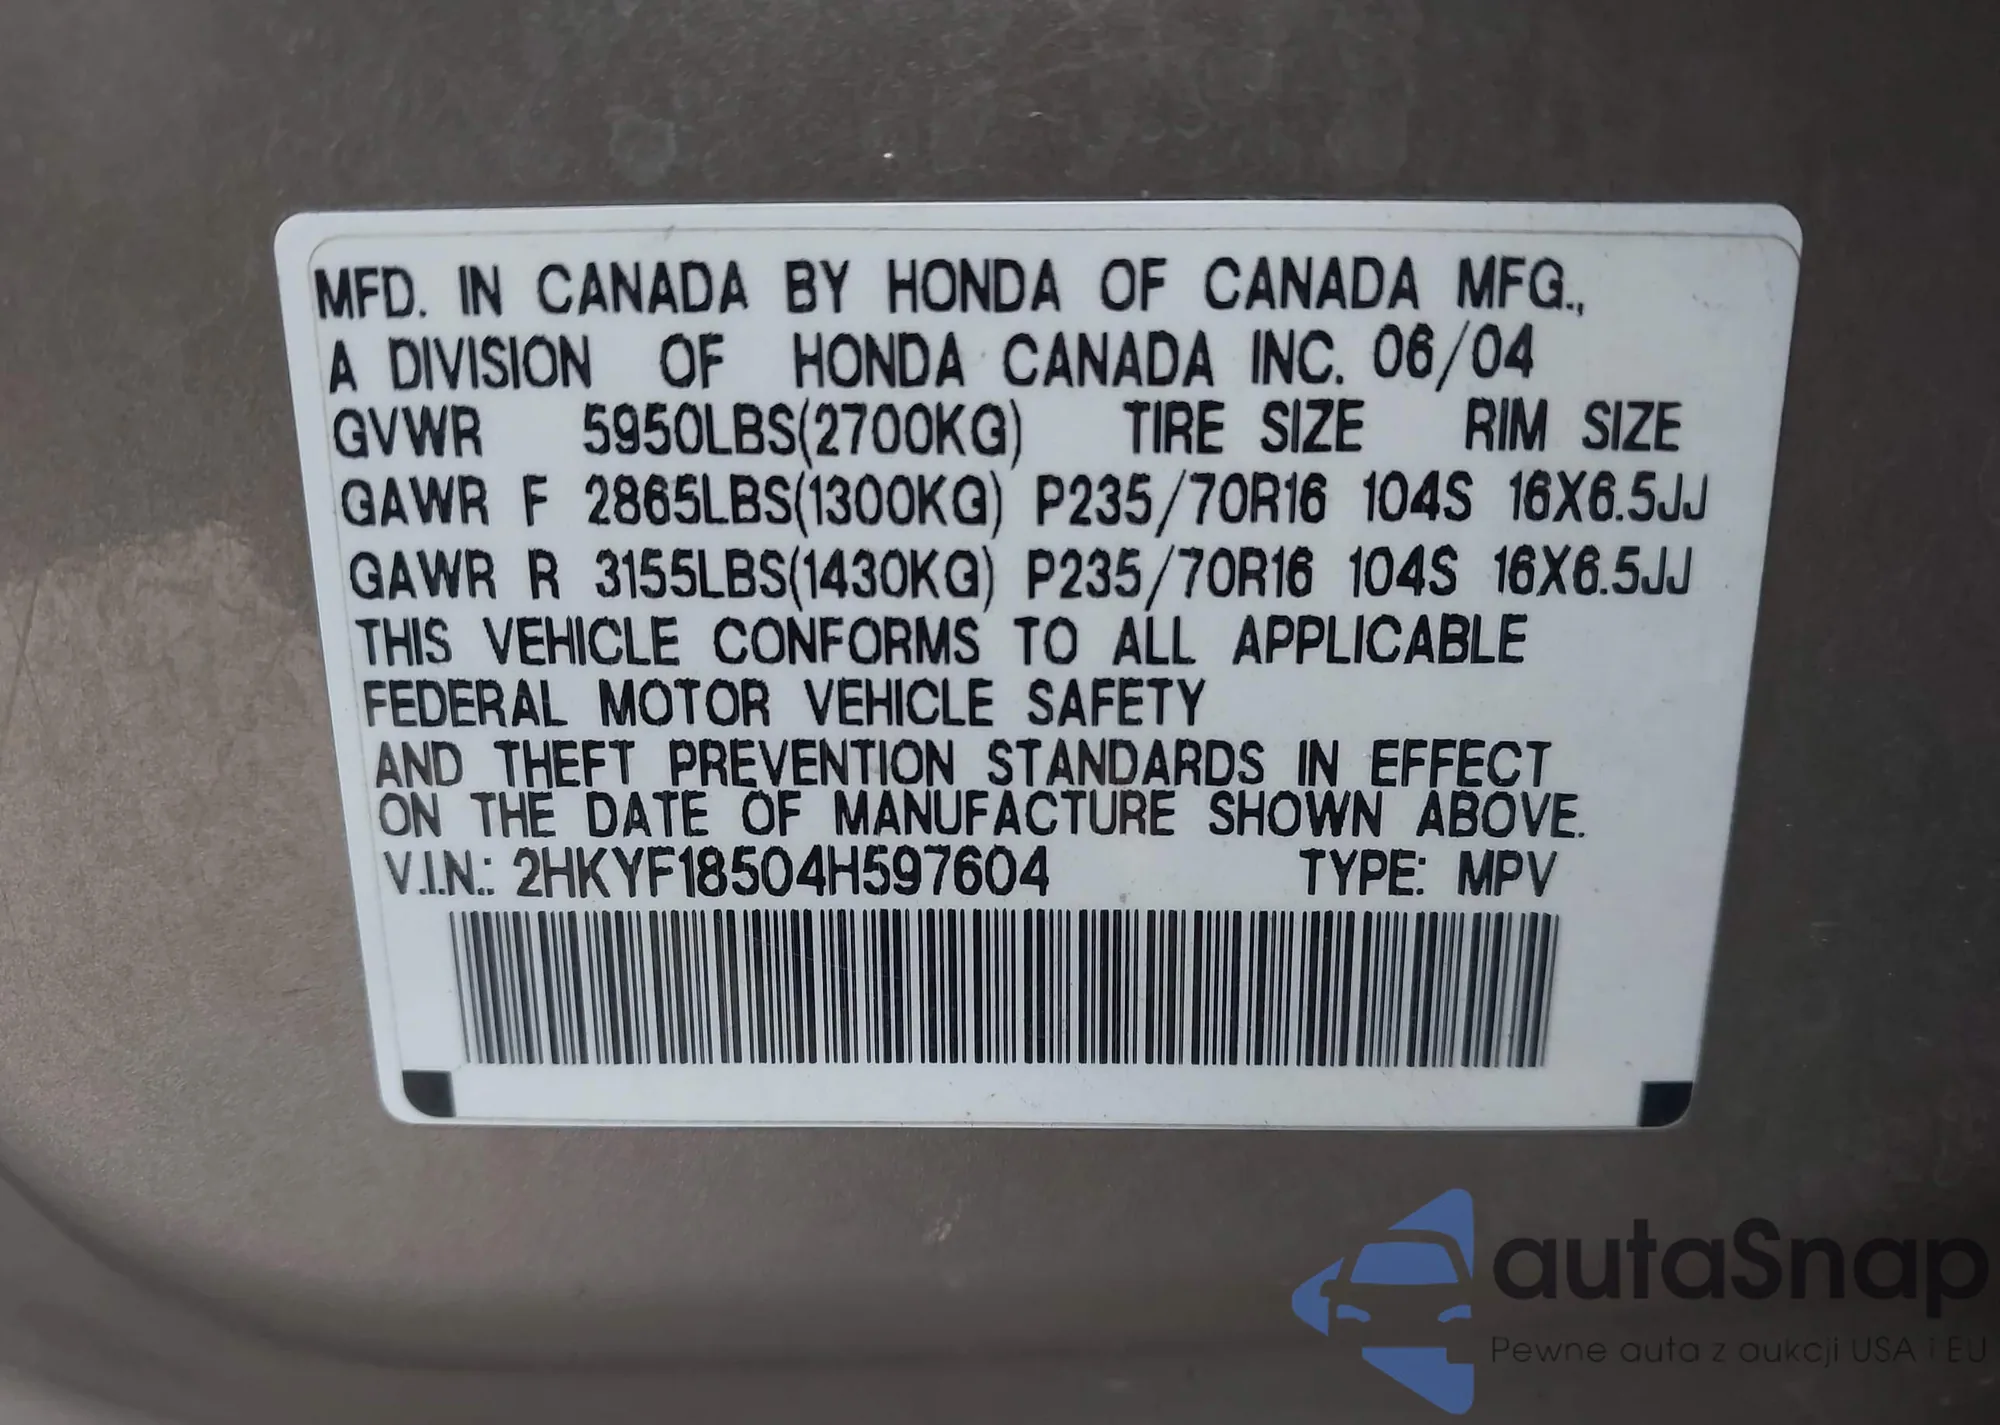 MFD. IN CANADA BY HONDA OF CANADA MFG.,
A DIVISION OF HONDA CANADA INC. 06/04
GVWR 5950LBS(2700KG) TIRE SIZE RIM SIZE
GAWR F 2865LBS(1300KG) P235/70R16 104S 16X6.5JJ
GAWR R 3155LBS(1430KG) P235/70R16 104S 16X6.5JJ
THIS VEHICLE CONFORMS TO ALL APPLICABLE
FEDERAL MOTOR VEHICLE SAFETY
AND THEFT PREVENTION STANDARDS IN EFFECT
ON THE DATE OF MANUFACTURE SHOWN ABOVE.
V.I.N.: 2HKYF18504H597604 TYPE: MPV
autaSnap
Pewne auta z aukcji USA i EU